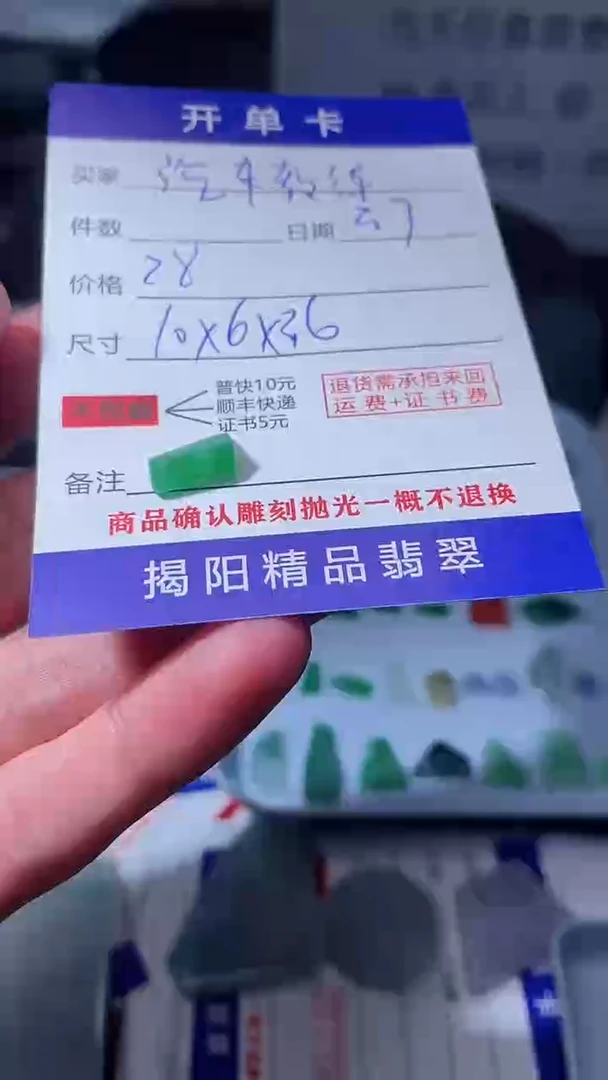 开单卡
买家 汽车教练
件数 日期
价格 28
尺寸 10X6X36
普快10元
顺丰快递
证书5元
退货需承担来回
运费+证书费
备注
商品确认雕刻抛光一概不退换
揭阳精品翡翠